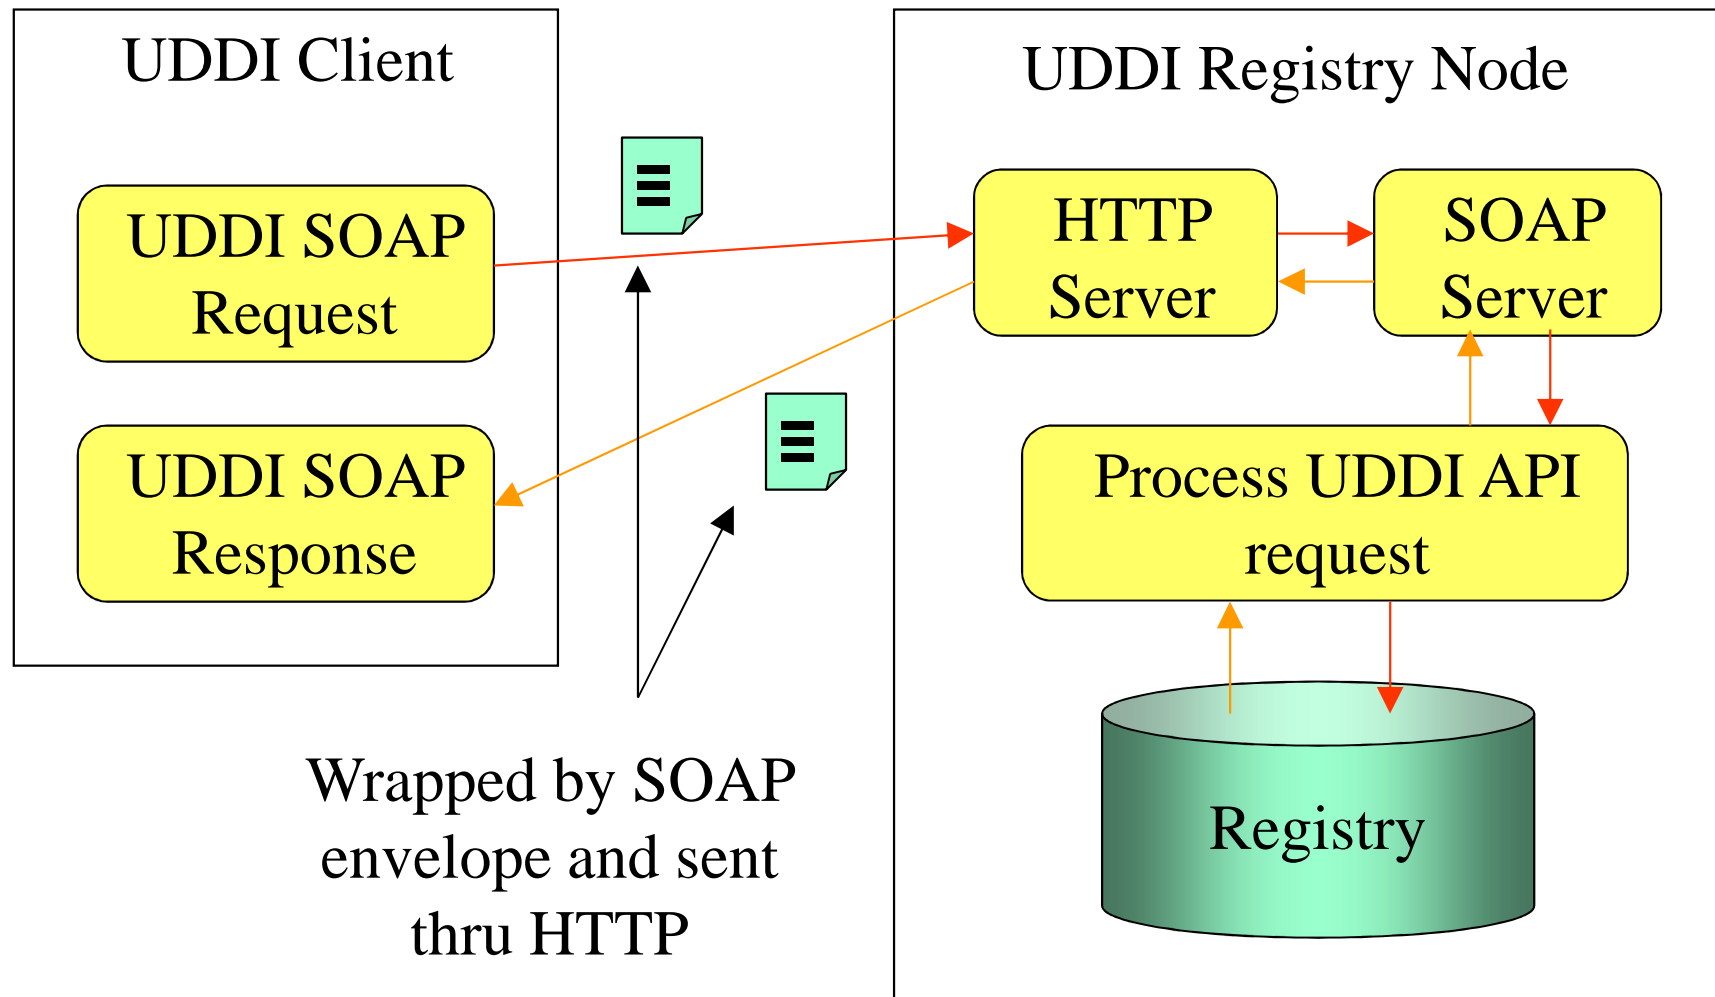 UDDI Client
UDDI Registry Node
UDDI SOAP
Request
HTTP
Server
SOAP
Server
UDDI SOAP
Response
Process UDDI API
request
Wrapped by SOAP
envelope and sent
thru HTTP
Registry